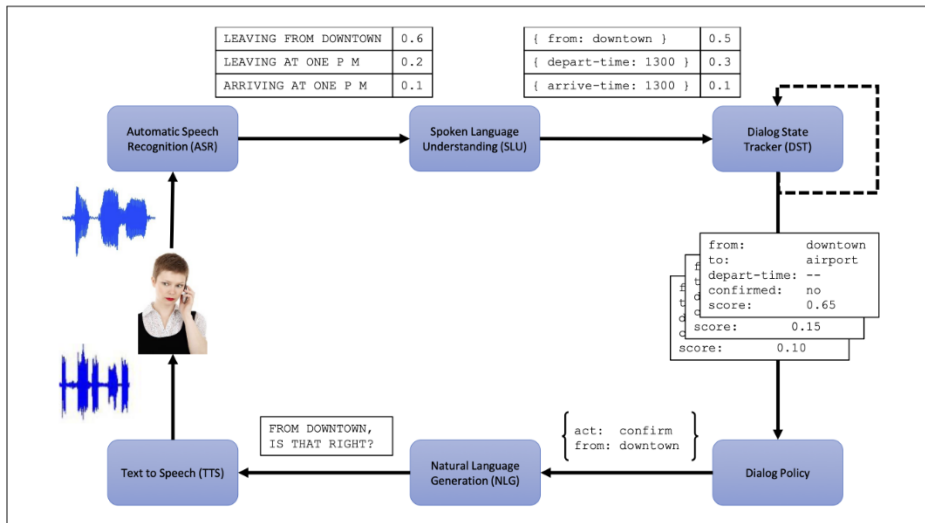 LEAVING FROM DOWNTOWN 0.6
LEAVING AT ONE P M 0.2
ARRIVING AT ONE P M 0.1
{ from: downtown } 0.5
{ depart-time: 1300 } 0.3
{ arrive-time: 1300 } 0.1
Automatic Speech
Recognition (ASR)
Spoken Language
Understanding (SLU)
Dialog State
Tracker (DST)
from: downtown
to: airport
depart-time: --
confirmed: no
score: 0.65
score: 0.15
score: 0.10
act: confirm
from: downtown
FROM DOWNTOWN,
IS THAT RIGHT?
Text to Speech (TTS)
Natural Language
Generation (NLG)
Dialog Policy